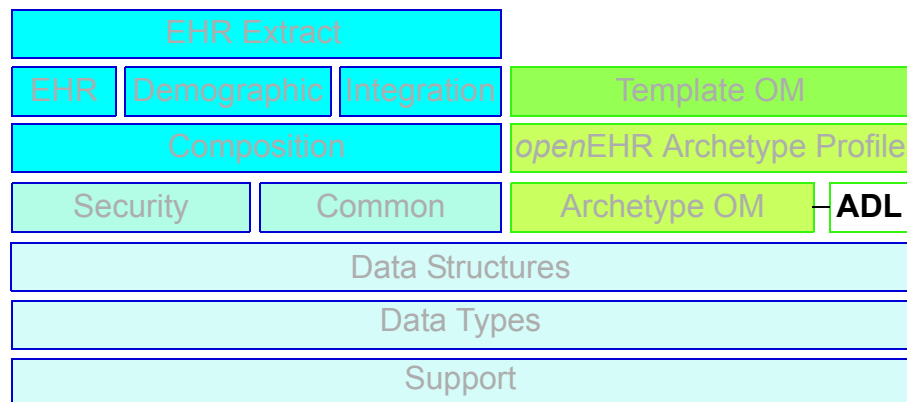 EHR Extract
EHR Demographic Integration Template OM
Composition openEHR Archetype Profile
Security Common Archetype OM ADL
Data Structures
Data Types
Support